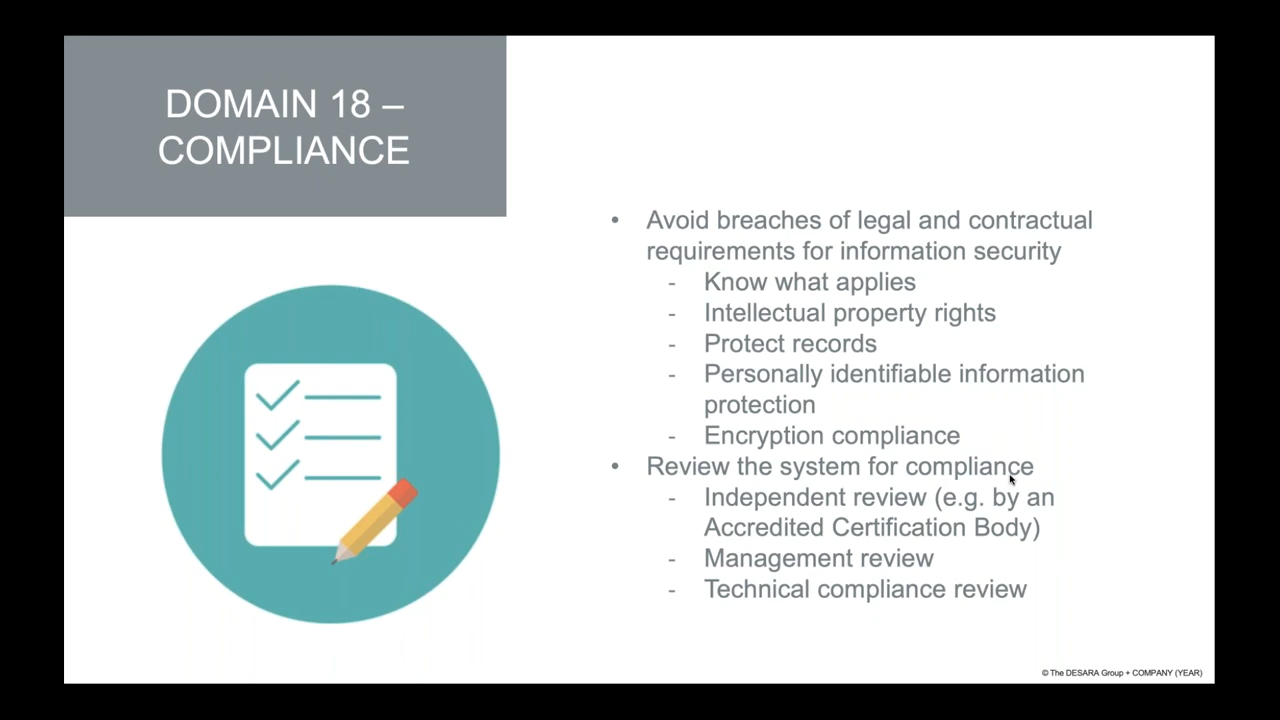 DOMAIN 18 –
COMPLIANCE
• Avoid breaches of legal and contractual
requirements for information security
- Know what applies
- Intellectual property rights
- Protect records
- Personally identifiable information
protection
- Encryption compliance
• Review the system for compliance
- Independent review (e.g. by an
Accredited Certification Body)
- Management review
- Technical compliance review
© The DESARA Group + COMPANY (YEAR)